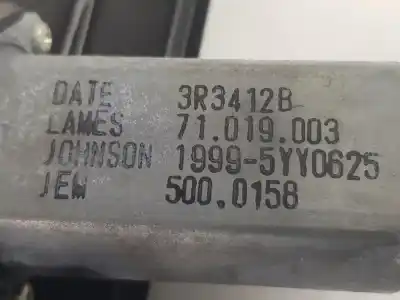 DATE 3R3412B
LAMES 71.019.003
JOHNSON 1999-5YY0625
JEW 500.0158